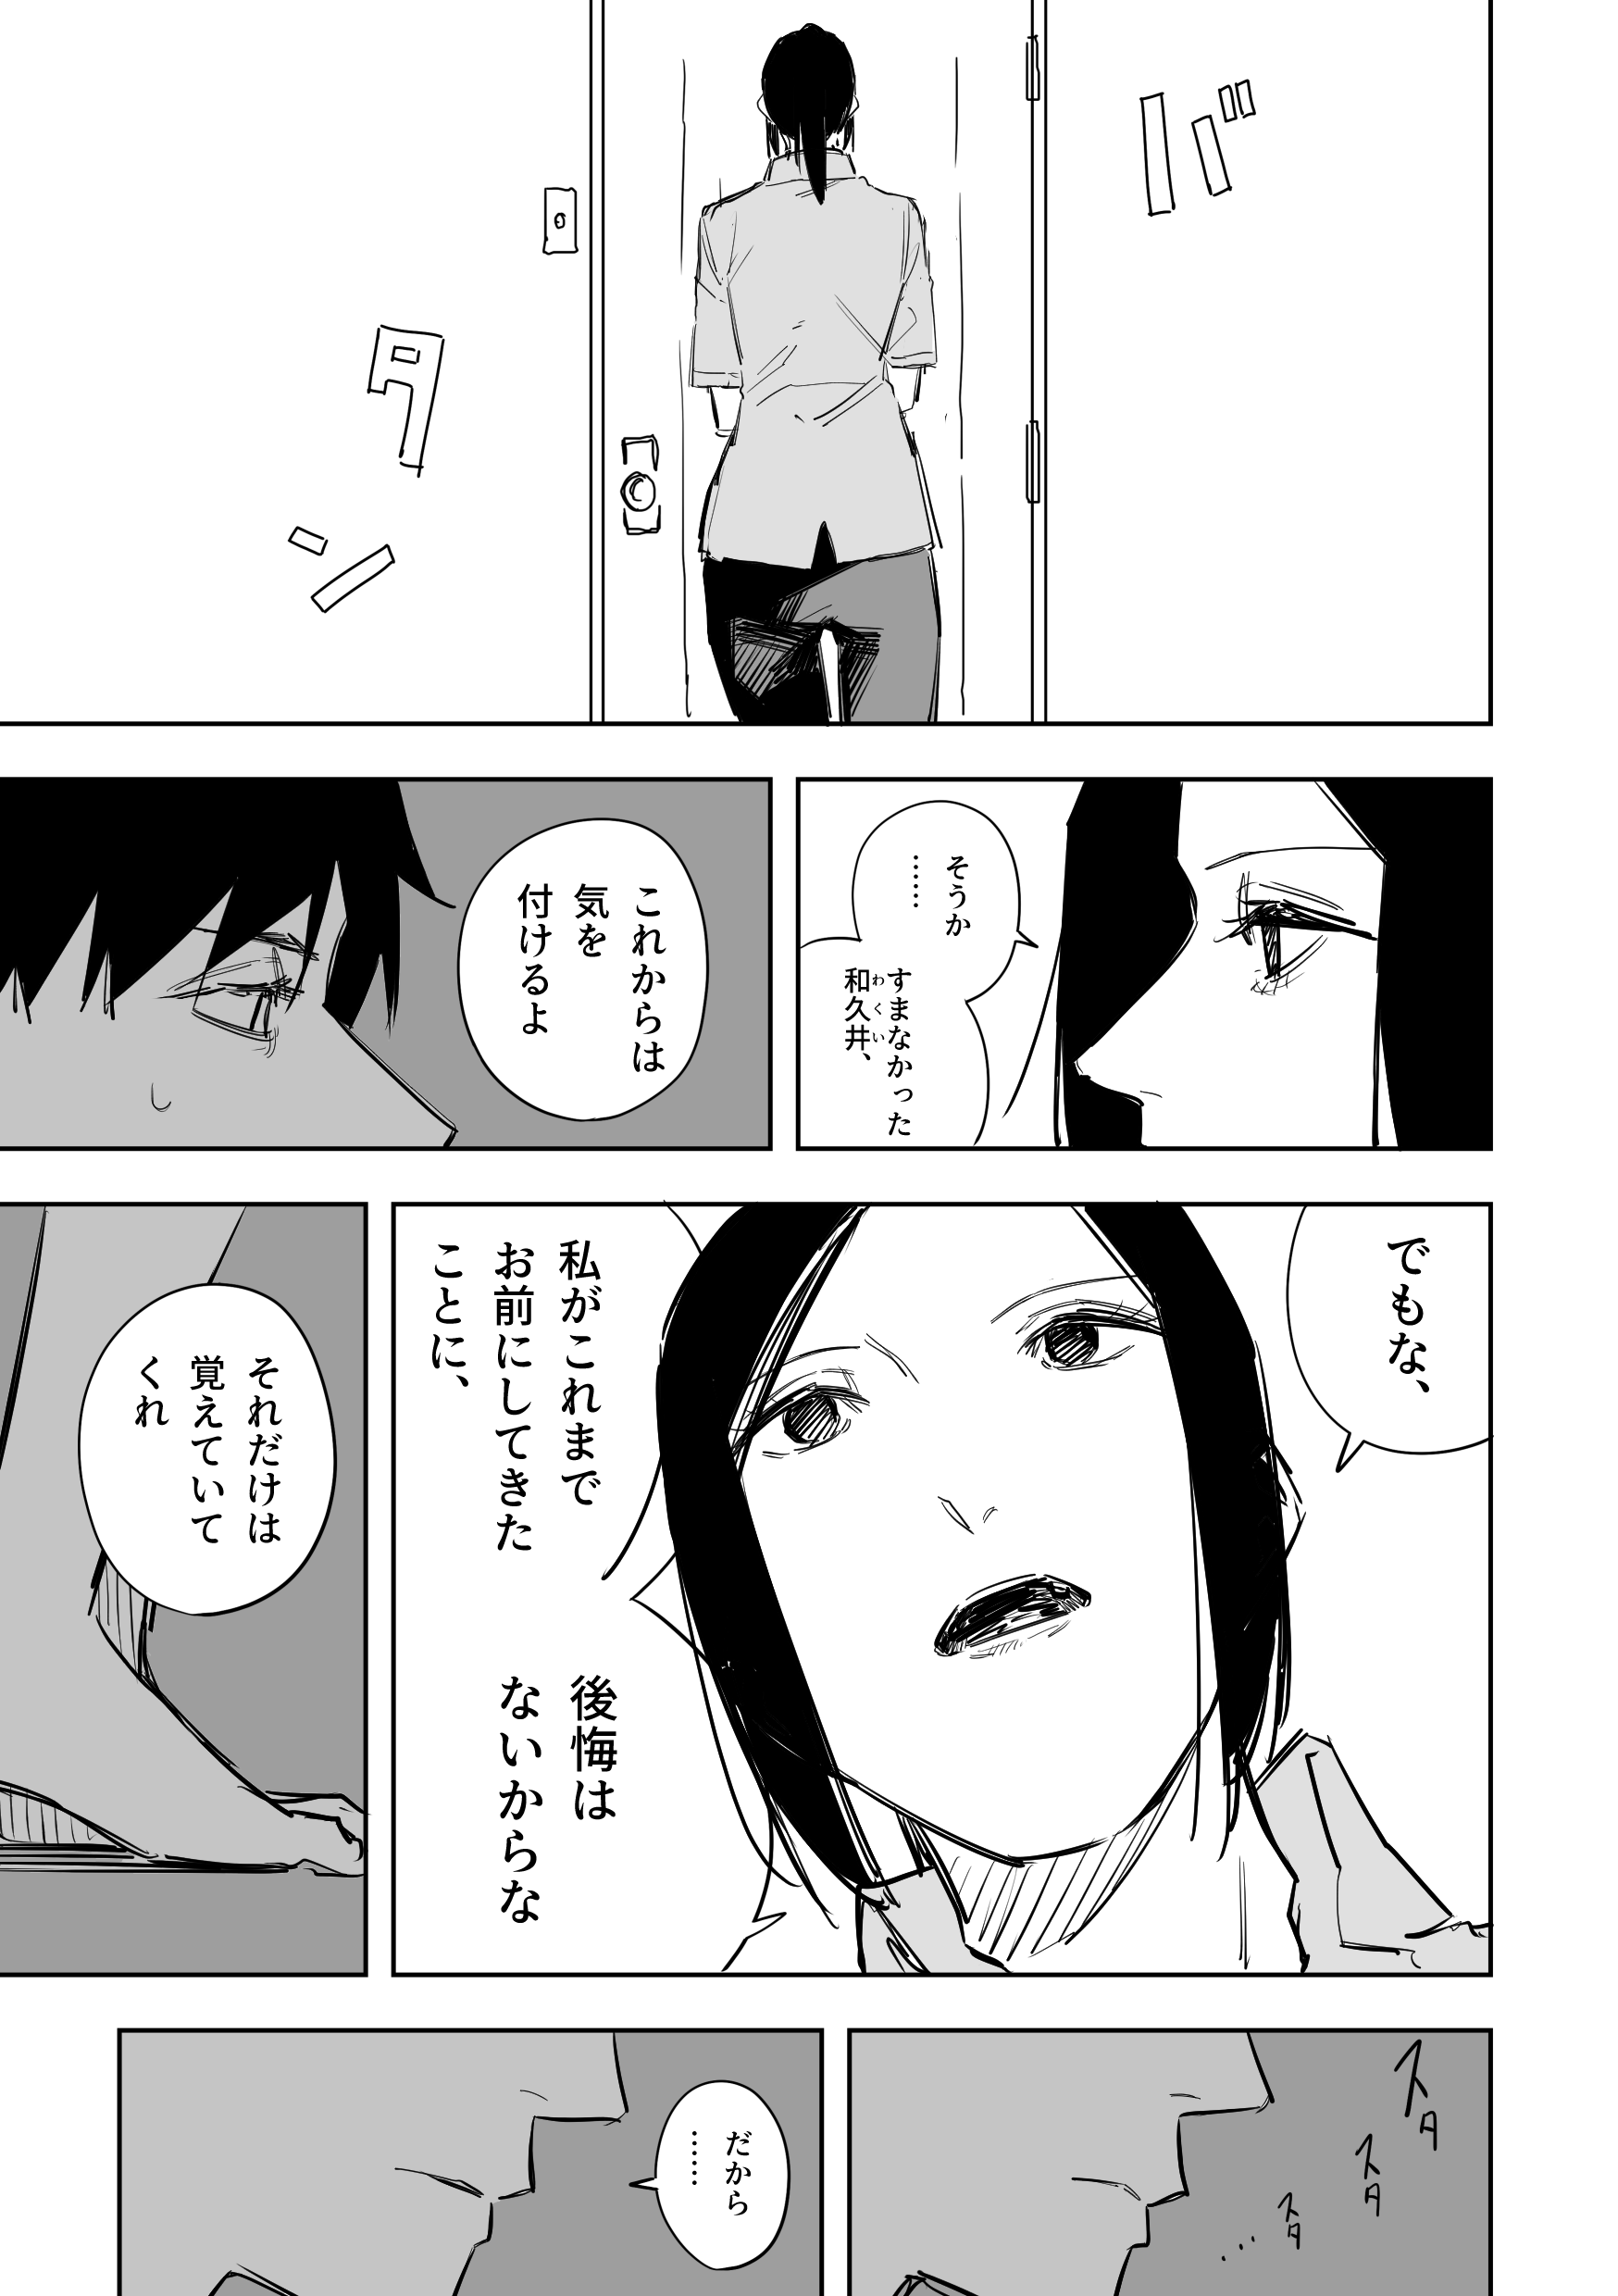 バ
タ
ン
そうか
……
すまなかった
わくい
和久井、
これからは
気を
付けるよ
でもな、
私がこれまで
お前にしてきた
ことに、
後悔は
ないからな
それだけは
覚えていて
くれ
スタ
スタ
スタ
…
だから
……